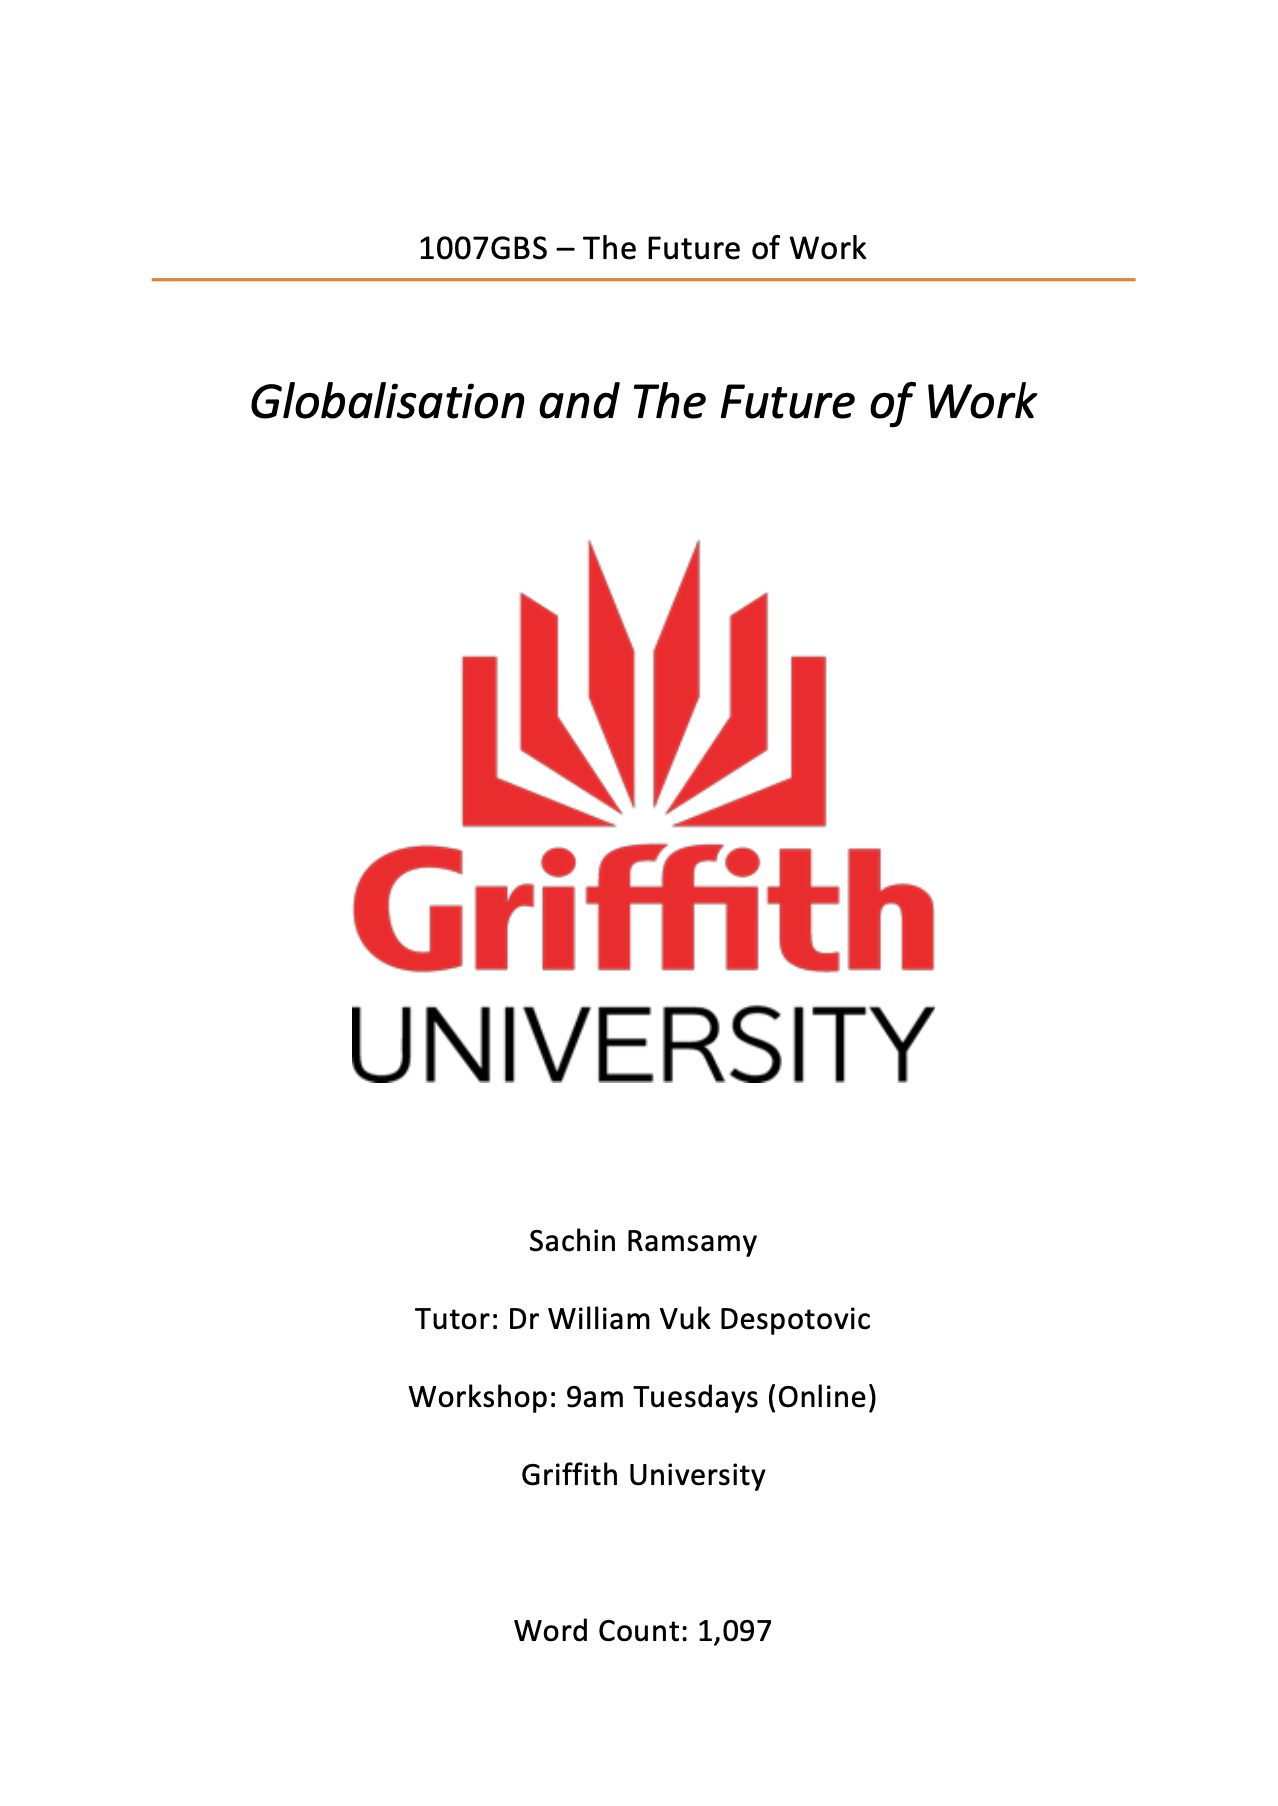 1007GBS – The Future of Work
Globalisation and The Future of Work
Griffith
UNIVERSITY
Sachin Ramsamy
Tutor: Dr William Vuk Despotovic
Workshop: 9am Tuesdays (Online)
Griffith University
Word Count: 1,097